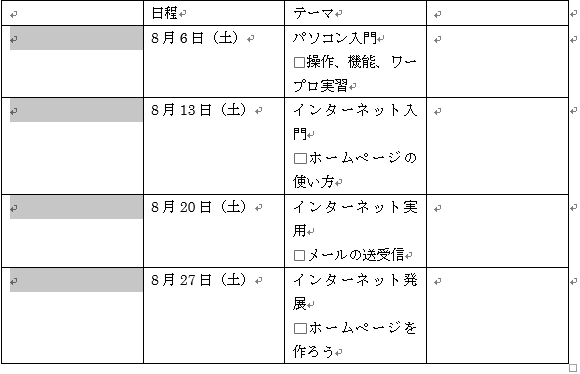 日程 テーマ
8月6日（土） パソコン入門
□操作、機能、ワー
プロ実習
8月13日（土） インターネット入
門
□ホームページの
使い方
8月20日（土） インターネット実
用
□メールの送受信
8月27日（土） インターネット発
展
□ホームページを
作ろう